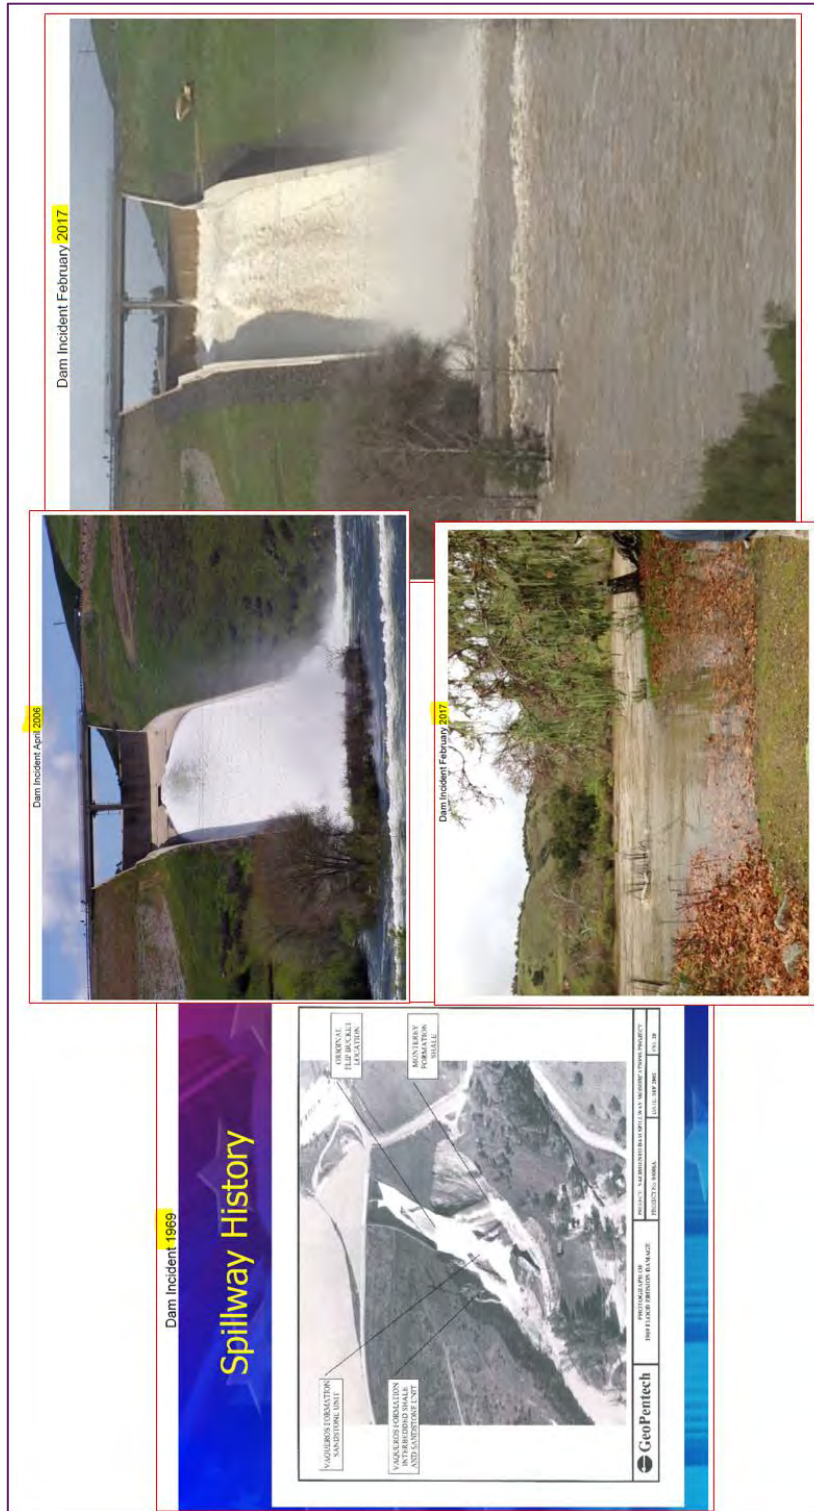 Dam Incident 1969
Spillway History
VAQUEROS FORMATION
SANDSTONE UNIT
VAQUEROS FORMATION
INTERBEDDED SHALE
AND SANDSTONE UNIT
ORIGINAL
FLIP BUCKET
LOCATION
MONTEREY
FORMATION
SHALE
GeoPentech
PHOTOGRAPH OF
1969 FLOOD EROSION DAMAGE
Dam Incident April 2006
Dam Incident February 2017
Dam Incident February 2017